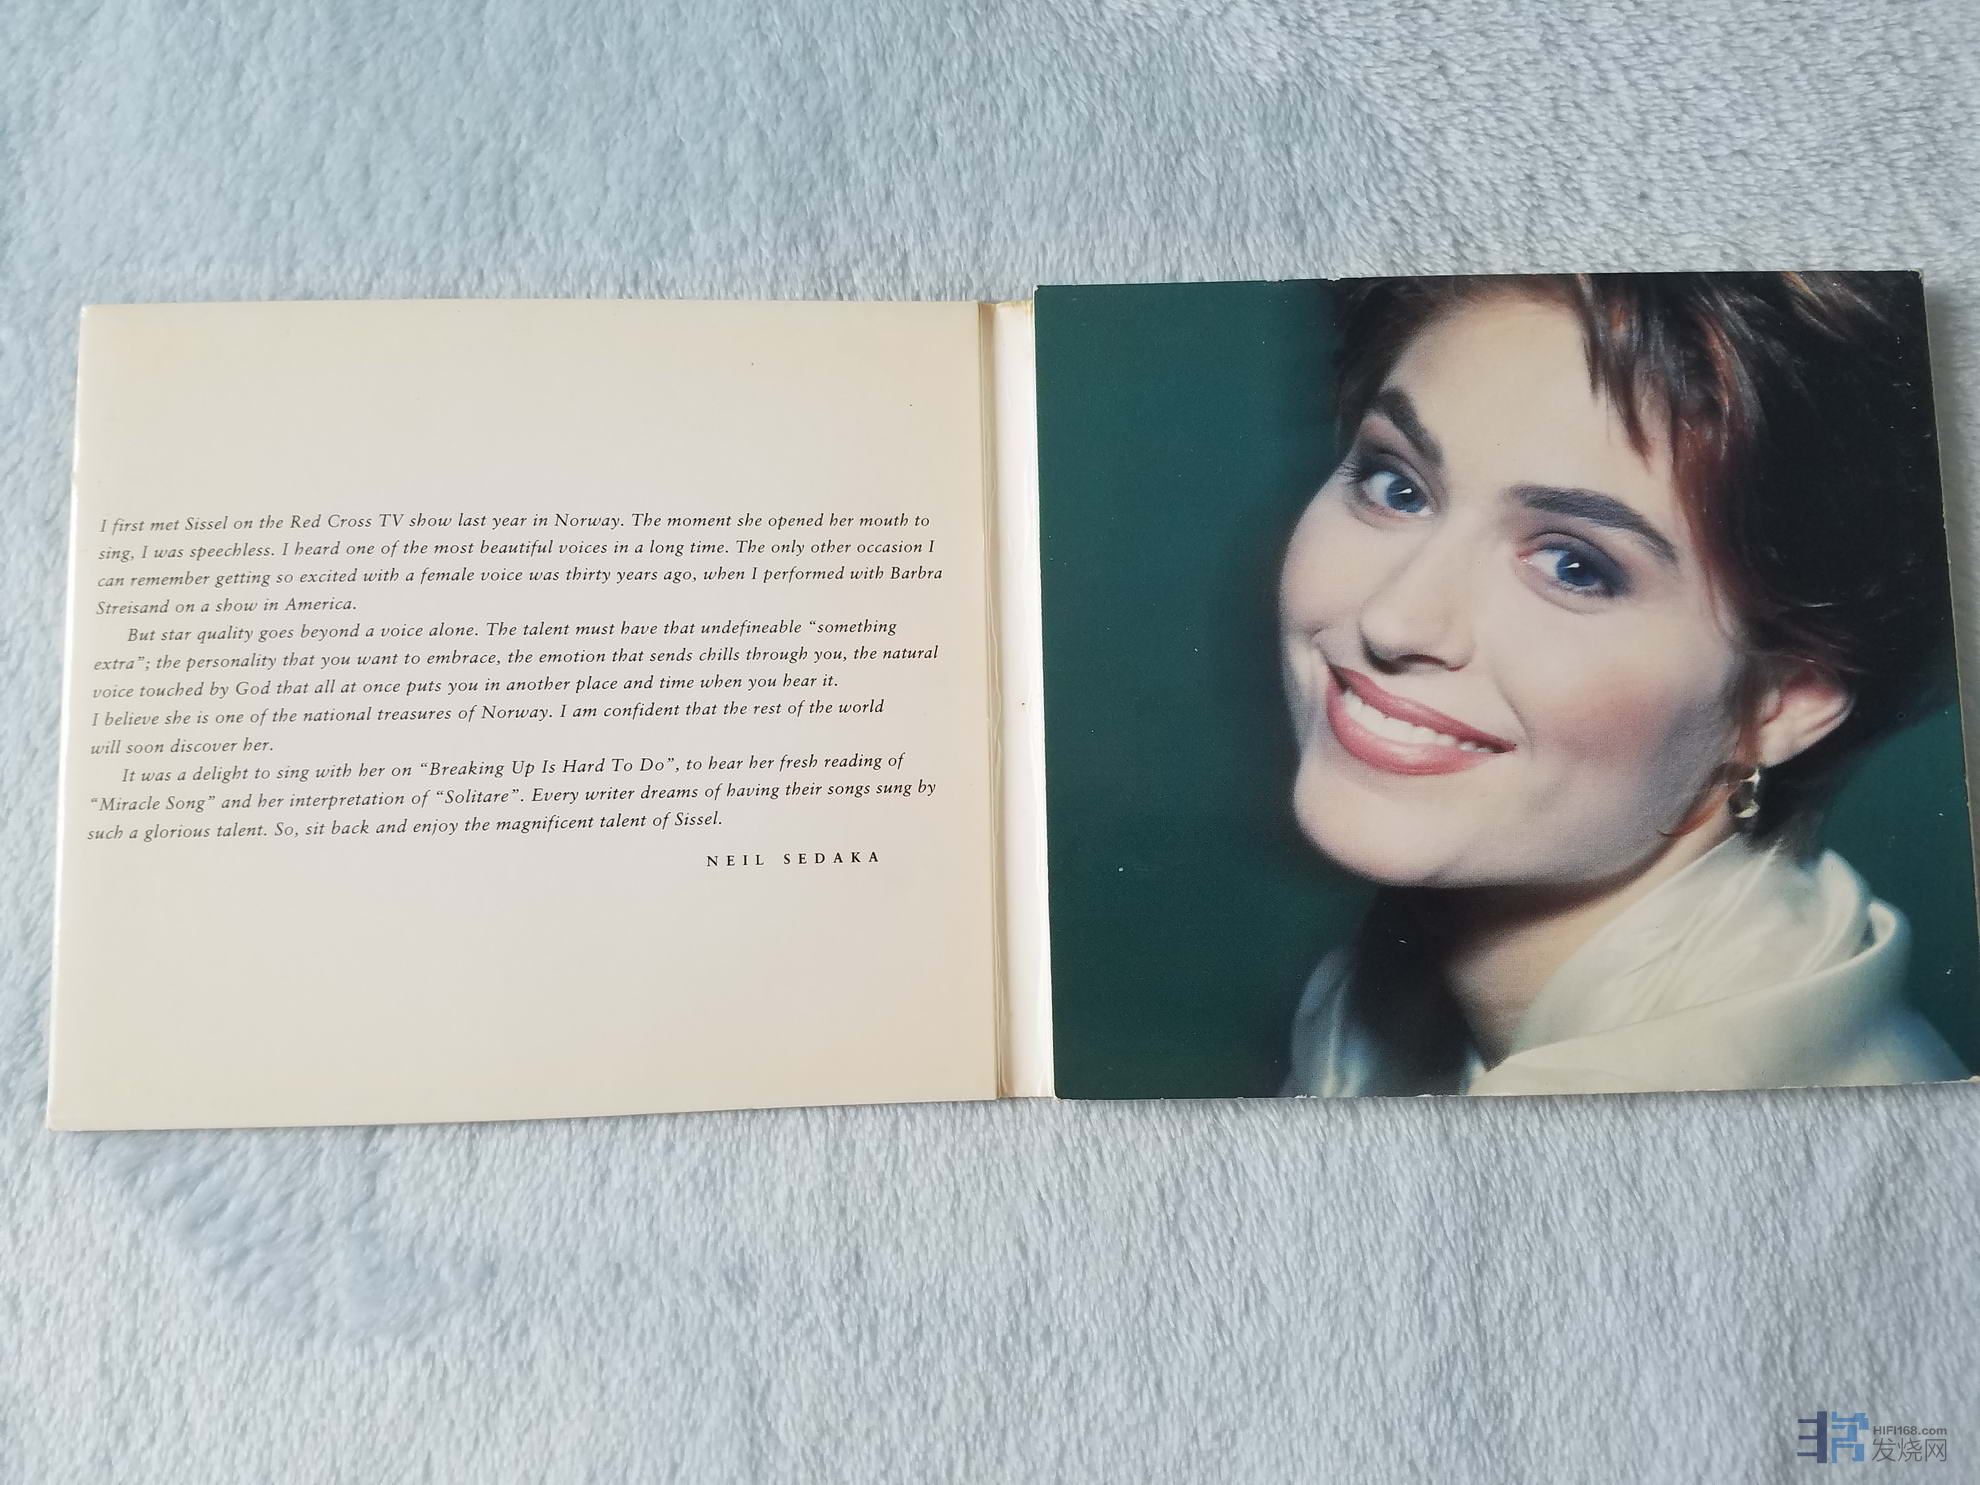 I first met Sissel on the Red Cross TV show last year in Norway. The moment she opened her mouth to
sing, I was speechless. I heard one of the most beautiful voices in a long time. The only other occasion I
can remember getting so excited with a female voice was thirty years ago, when I performed with Barbra
Streisand on a show in America.
But star quality goes beyond a voice alone. The talent must have that undefineable “something
extra”; the personality that you want to embrace, the emotion that sends chills through you, the natural
voice touched by God that all at once puts you in another place and time when you hear it.
I believe she is one of the national treasures of Norway. I am confident that the rest of the world
will soon discover her.
It was a delight to sing with her on “Breaking Up Is Hard To Do”, to hear her fresh reading of
“Miracle Song” and her interpretation of “Solitare”. Every writer dreams of having their songs sung by
such a glorious talent. So, sit back and enjoy the magnificent talent of Sissel.
NEIL SEDAKA
HIFI168.com
发烧网